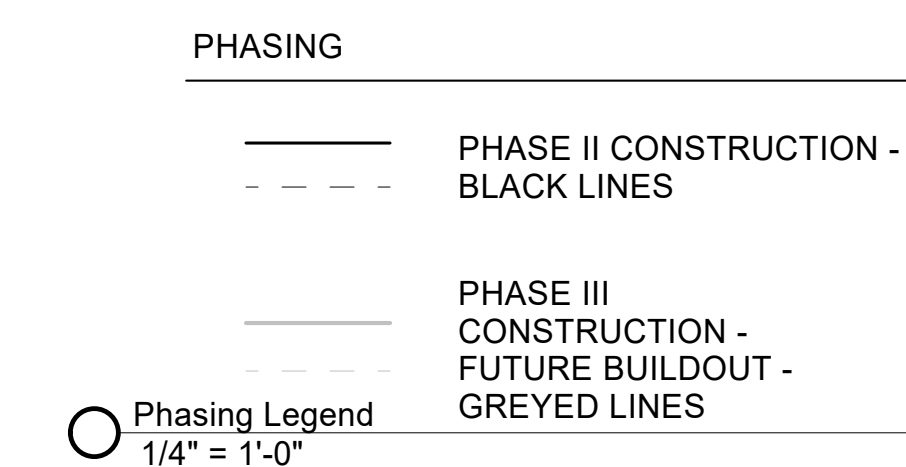 PHASING
PHASE II CONSTRUCTION -
BLACK LINES
PHASE III
CONSTRUCTION -
FUTURE BUILDOUT -
GREYED LINES
Phasing Legend
1/4" = 1'-0"